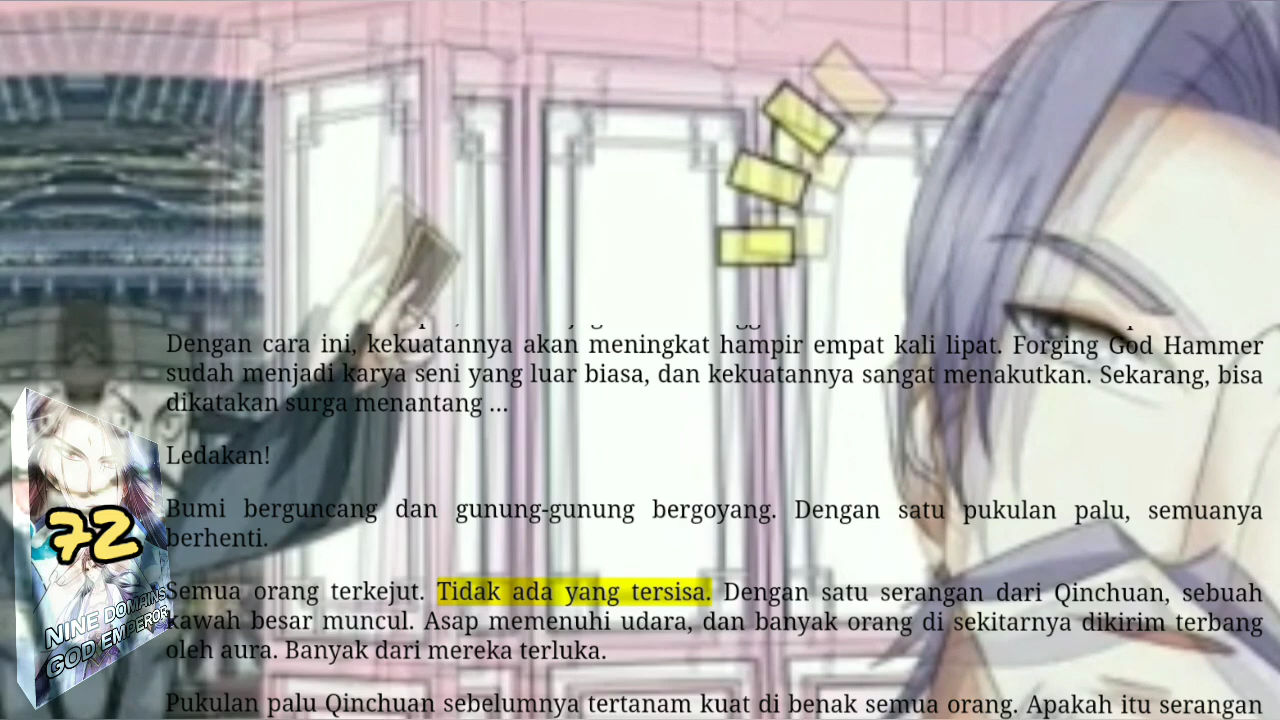 Dengan cara ini, kekuatannya akan meningkat hampir empat kali lipat. Forging God Hammer
sudah menjadi karya seni yang luar biasa, dan kekuatannya sangat menakutkan. Sekarang, bisa
dikatakan surga menantang ...
Ledakan!
Bumi berguncang dan gunung-gunung bergoyang. Dengan satu pukulan palu, semuanya
berhenti.
Semua orang terkejut. Tidak ada yang tersisa. Dengan satu serangan dari Qinchuan, sebuah
kawah besar muncul. Asap memenuhi udara, dan banyak orang di sekitarnya dikirim terbang
oleh aura. Banyak dari mereka terluka.
Pukulan palu Qinchuan sebelumnya tertanam kuat di benak semua orang. Apakah itu serangan
72
NINE DOMAINS
GOD EMPEROR